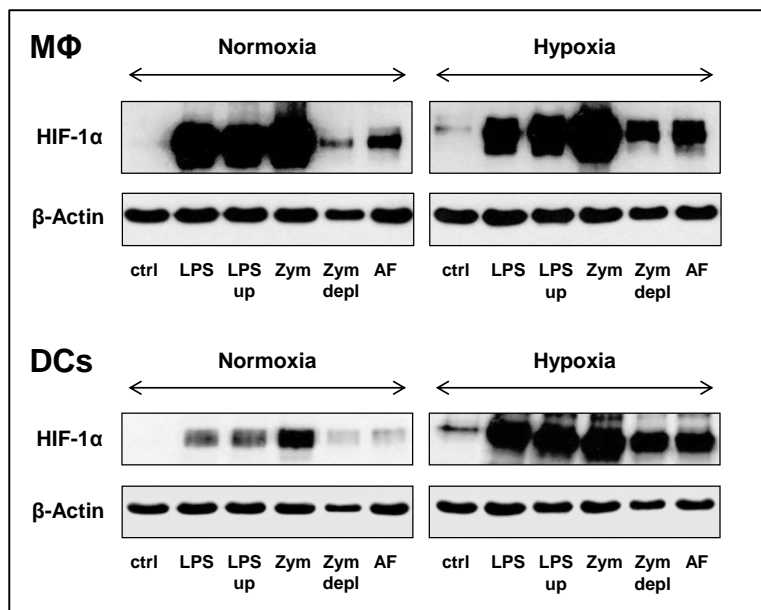 MΦ
Normoxia
Hypoxia
HIF-1α
β-Actin
ctrl LPS LPS up Zym Zym depl AF
ctrl LPS LPS up Zym Zym depl AF
DCs
Normoxia
Hypoxia
HIF-1α
β-Actin
ctrl LPS LPS up Zym Zym depl AF
ctrl LPS LPS up Zym Zym depl AF